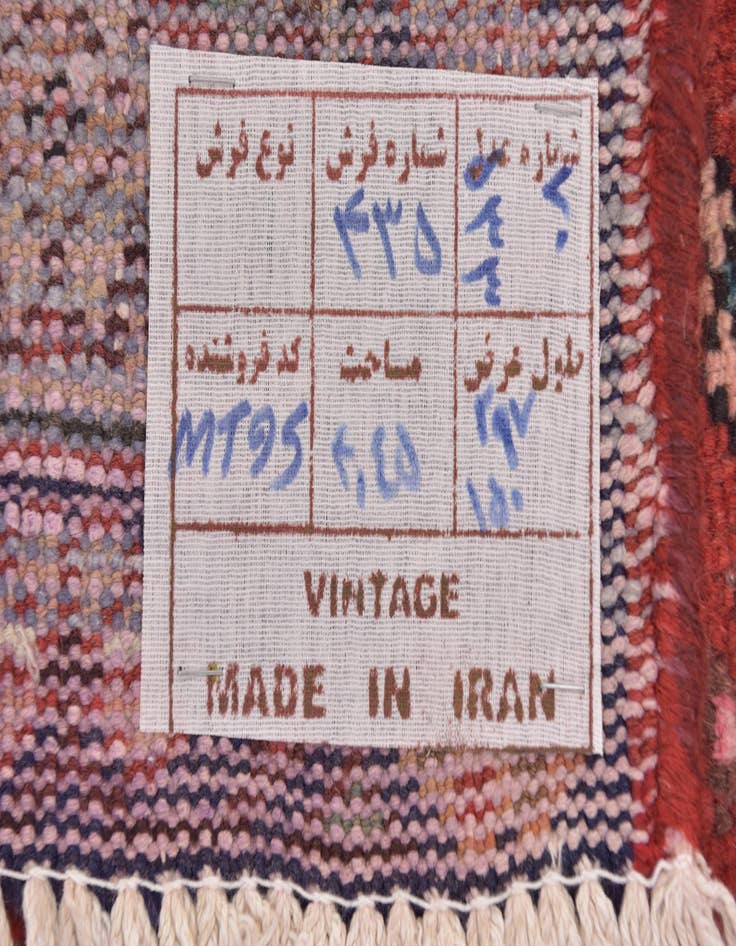 شماره عدل شماره فرش نوع فرش
۴۳۵
طول عرض مساحت کد فروشنده
۲۹۷ ۴,۴۵ MT95
۱۵۰
VINTAGE
MADE IN IRAN